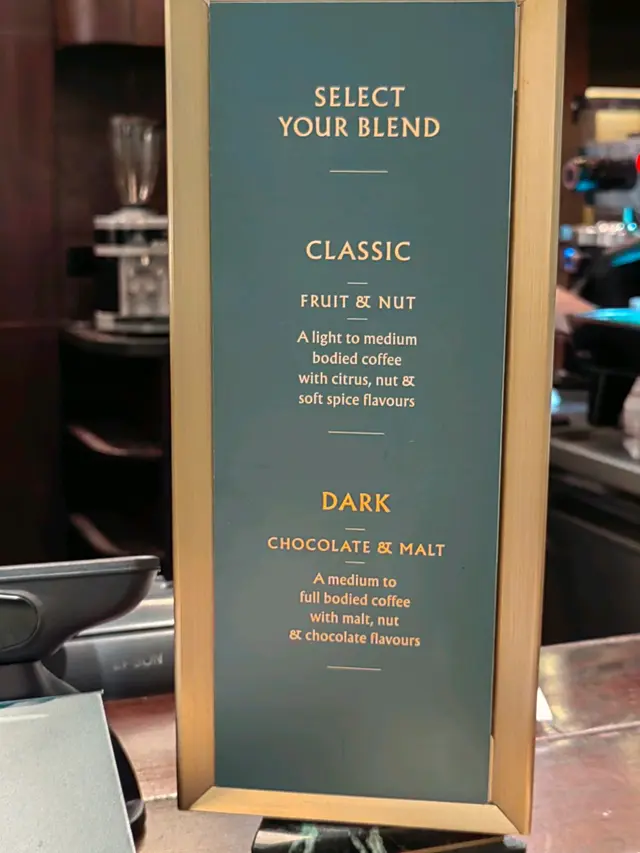 SELECT
YOUR BLEND
CLASSIC
FRUIT & NUT
A light to medium
bodied coffee
with citrus, nut &
soft spice flavours
DARK
CHOCOLATE & MALT
A medium to
full bodied coffee
with malt, nut
& chocolate flavours
EPSON